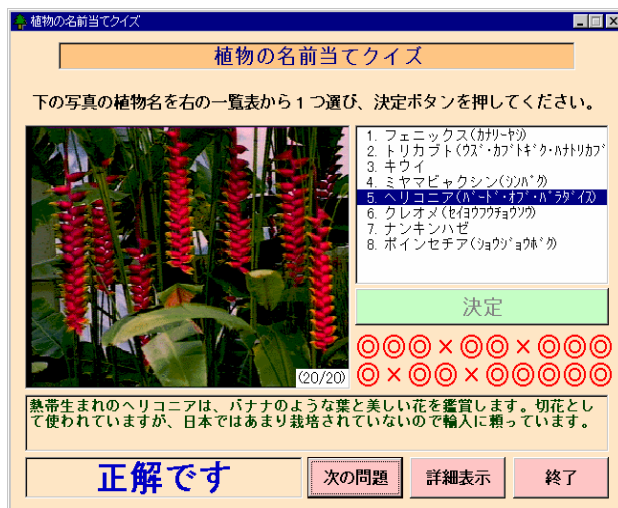 植物の名前当てクイズ
植物の名前当てクイズ
下の写真の植物名を右の一覧表から1つ選び、決定ボタンを押してください。
1. フェニックス(ｶﾅﾘｰﾔｼ)
2. トリカブト(ｳｽﾞ･ｶﾌﾞﾄｷﾞｸ･ﾊﾅﾄﾘｶﾌﾞ
3. キウイ
4. ミヤマビャクシン(ｼﾝﾊﾟｸ)
5. ヘリコニア(ﾊﾞｰﾄﾞ･ｵﾌﾞ･ﾊﾟﾗﾀﾞｲｽ)
6. クレオメ(ｾｲﾖｳﾌｳﾁｮｳｿｳ)
7. ナンキンハゼ
8. ポインセチア(ｼｮｳｼﾞｮｳﾎﾞｸ)
決定
◎◎◎×◎◎×◎◎◎
◎×◎◎×◎◎◎◎◎
(20/20)
熱帯生まれのヘリコニアは、バナナのような葉と美しい花を鑑賞します。切花とし
て使われていますが、日本ではあまり栽培されていないので輸入に頼っています。
正解です
次の問題
詳細表示
終了